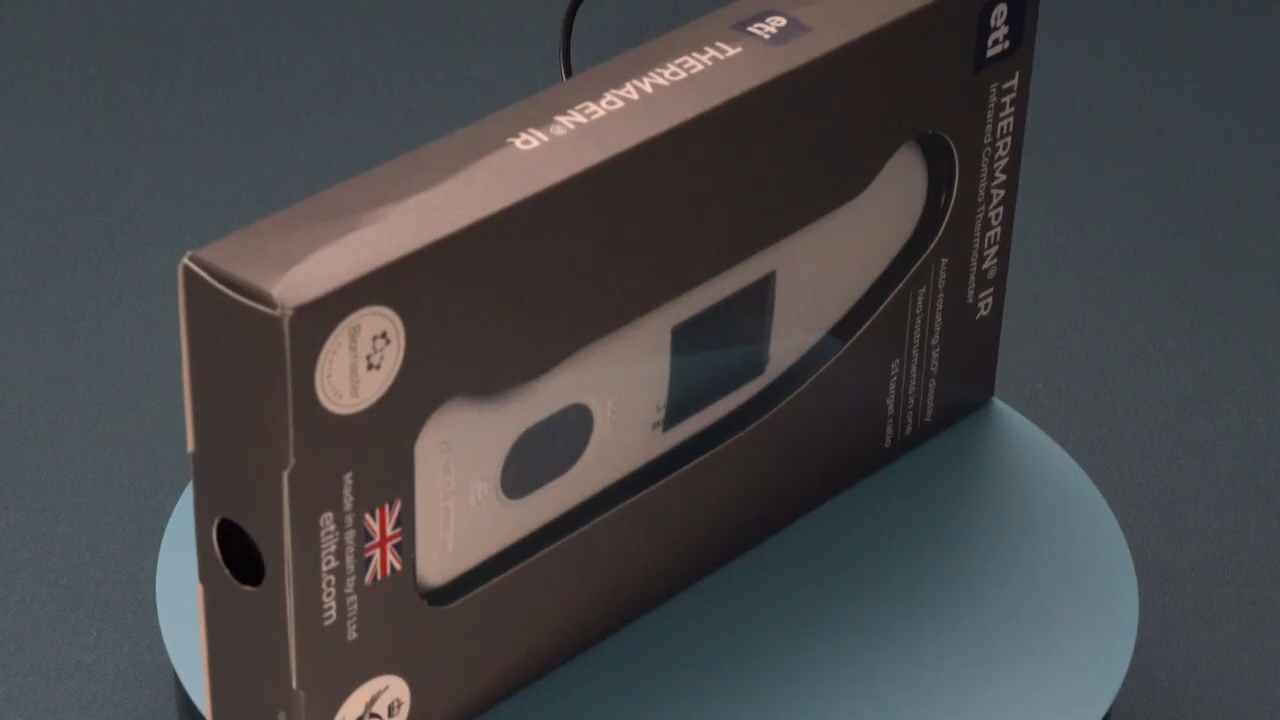 eti
THERMAPEN® IR
eti
THERMAPEN® IR
Infrared Combo Thermometer
Auto-rotating 360° display
Two instruments in one
5:1 target ratio
Biomaster
Made in Britain by ETI Ltd
etiltd.com